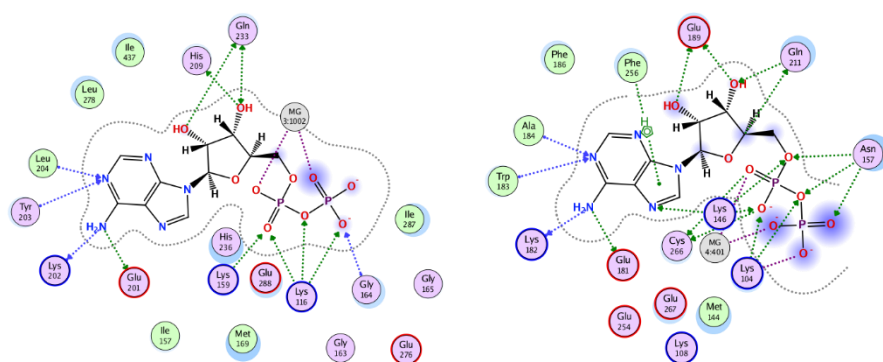 Gln
233
Ile
437
His
209
Leu
278
MG
3:1002
HO
OH
H
H
Leu
204
N
N
O
O
O
O⁻
Tyr
203
N
N
O
P
O
P
O⁻
H₂N
O
O⁻
His
236
Ile
287
Lys
202
Glu
201
Lys
159
Glu
288
Lys
116
Gly
164
Gly
165
Ile
157
Met
169
Gly
163
Glu
276
Glu
189
Phe
186
Phe
256
Gln
211
HO
OH
H
H
H
Ala
184
N
N
O
Asn
157
Trp
183
N
N
O
O
P
O
H₂N
Lys
146
O⁻
O
P
O
Lys
182
Glu
181
Cys
266
MG
4:401
O⁻
O⁻
Lys
104
Glu
267
Glu
254
Met
144
Lys
108